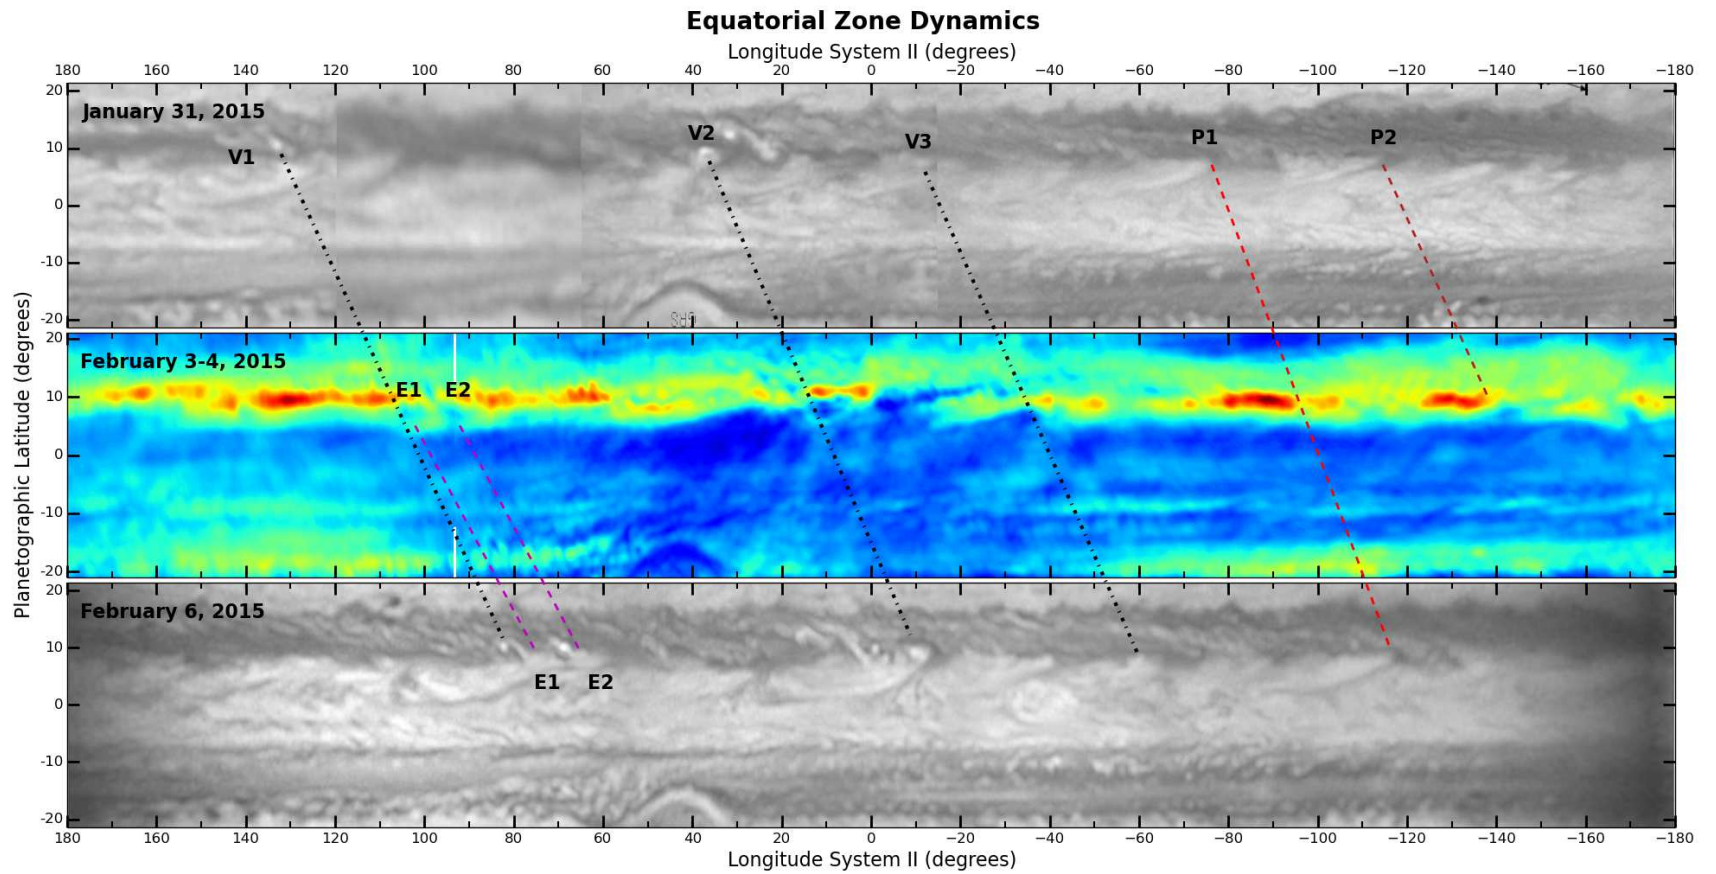 Equatorial Zone Dynamics
Longitude System II (degrees)
180 160 140 120 100 80 60 40 20 0 −20 −40 −60 −80 −100 −120 −140 −160 −180
January 31, 2015
V1
V2
V3
P1
P2
20
10
0
-10
-20
Planetographic Latitude (degrees)
February 3-4, 2015
E1 E2
20
10
0
-10
-20
February 6, 2015
E1 E2
20
10
0
-10
-20
180 160 140 120 100 80 60 40 20 0 −20 −40 −60 −80 −100 −120 −140 −160 −180
Longitude System II (degrees)